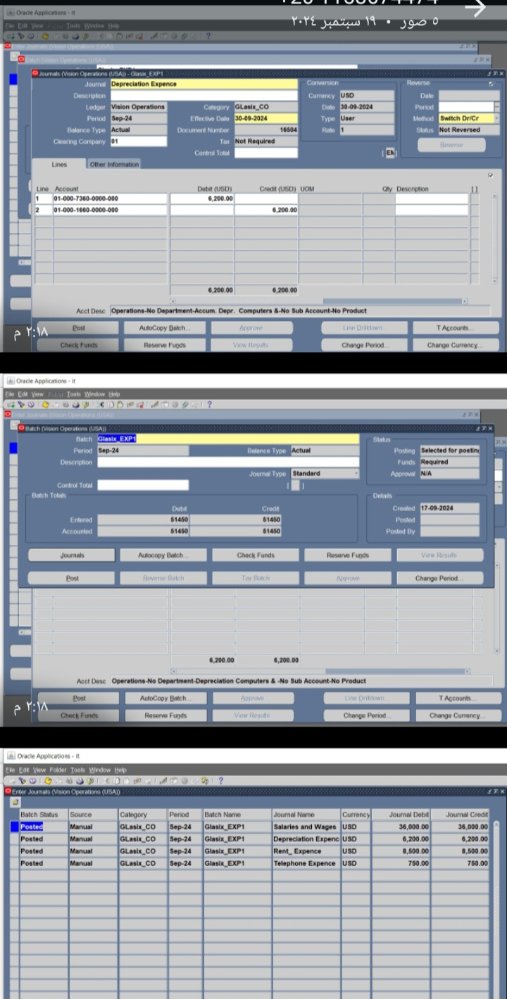 ٥ صور • ١٩ سبتمبر ٢٠٢٤
Oracle Applications - it
File Edit View Folder Tools Window Help
Enter Journals (Vision Operations (USA))
Batch (Vision Operations (USA))
Journals (Vision Operations (USA)) - Glasix_EXP1
Journal Depreciation Expence
Conversion
Reverse
Description
Currency USD
Date
Ledger Vision Operations
Category GLasix_CO
Date 30-09-2024
Period
Period Sep-24
Effective Date 30-09-2024
Type User
Method Switch Dr/Cr
Balance Type Actual
Document Number 16504
Rate 1
Status Not Reversed
Clearing Company 01
Tax Not Required
Reverse
Control Total
Lines
Other Information
Line Account Debit (USD) Credit (USD) UOM Qty Description
1 01-000-7360-0000-000 6,200.00
2 01-000-1660-0000-000 6,200.00
6,200.00 6,200.00
Acct Desc Operations-No Department-Accum. Depr. Computers &-No Sub Account-No Product
Post AutoCopy Batch... Approve Line Drilldown... T Accounts...
٢:١٨ م
Check Funds Reserve Funds View Results Change Period... Change Currency...
Oracle Applications - it
File Edit View Folder Tools Window Help
Enter Journals (Vision Operations (USA))
Batch (Vision Operations (USA))
Batch Glasix_EXP1
Status
Period Sep-24
Balance Type Actual
Posting Selected for posting
Description
Funds Required
Journal Type Standard
Approval N/A
Control Total
Batch Totals
Details
Debit Credit
Created 17-09-2024
Entered 51450 51450
Posted
Accounted 51450 51450
Posted By
Journals Autocopy Batch... Check Funds Reserve Funds View Results
Post Reverse Batch Tax Batch Approve Change Period...
6,200.00 6,200.00
Acct Desc Operations-No Department-Depreciation Computers & -No Sub Account-No Product
Post AutoCopy Batch... Approve Line Drilldown... T Accounts...
٢:١٨ م
Check Funds Reserve Funds View Results Change Period... Change Currency...
Oracle Applications - it
File Edit View Folder Tools Window Help
Enter Journals (Vision Operations (USA))
Batch Status Source Category Period Batch Name Journal Name Currency Journal Debit Journal Credit
Posted Manual GLasix_CO Sep-24 Glasix_EXP1 Salaries and Wages USD 36,000.00 36,000.00
Posted Manual GLasix_CO Sep-24 Glasix_EXP1 Depreciation Expenc USD 6,200.00 6,200.00
Posted Manual GLasix_CO Sep-24 Glasix_EXP1 Rent_ Expence USD 8,500.00 8,500.00
Posted Manual GLasix_CO Sep-24 Glasix_EXP1 Telephone Expence USD 750.00 750.00